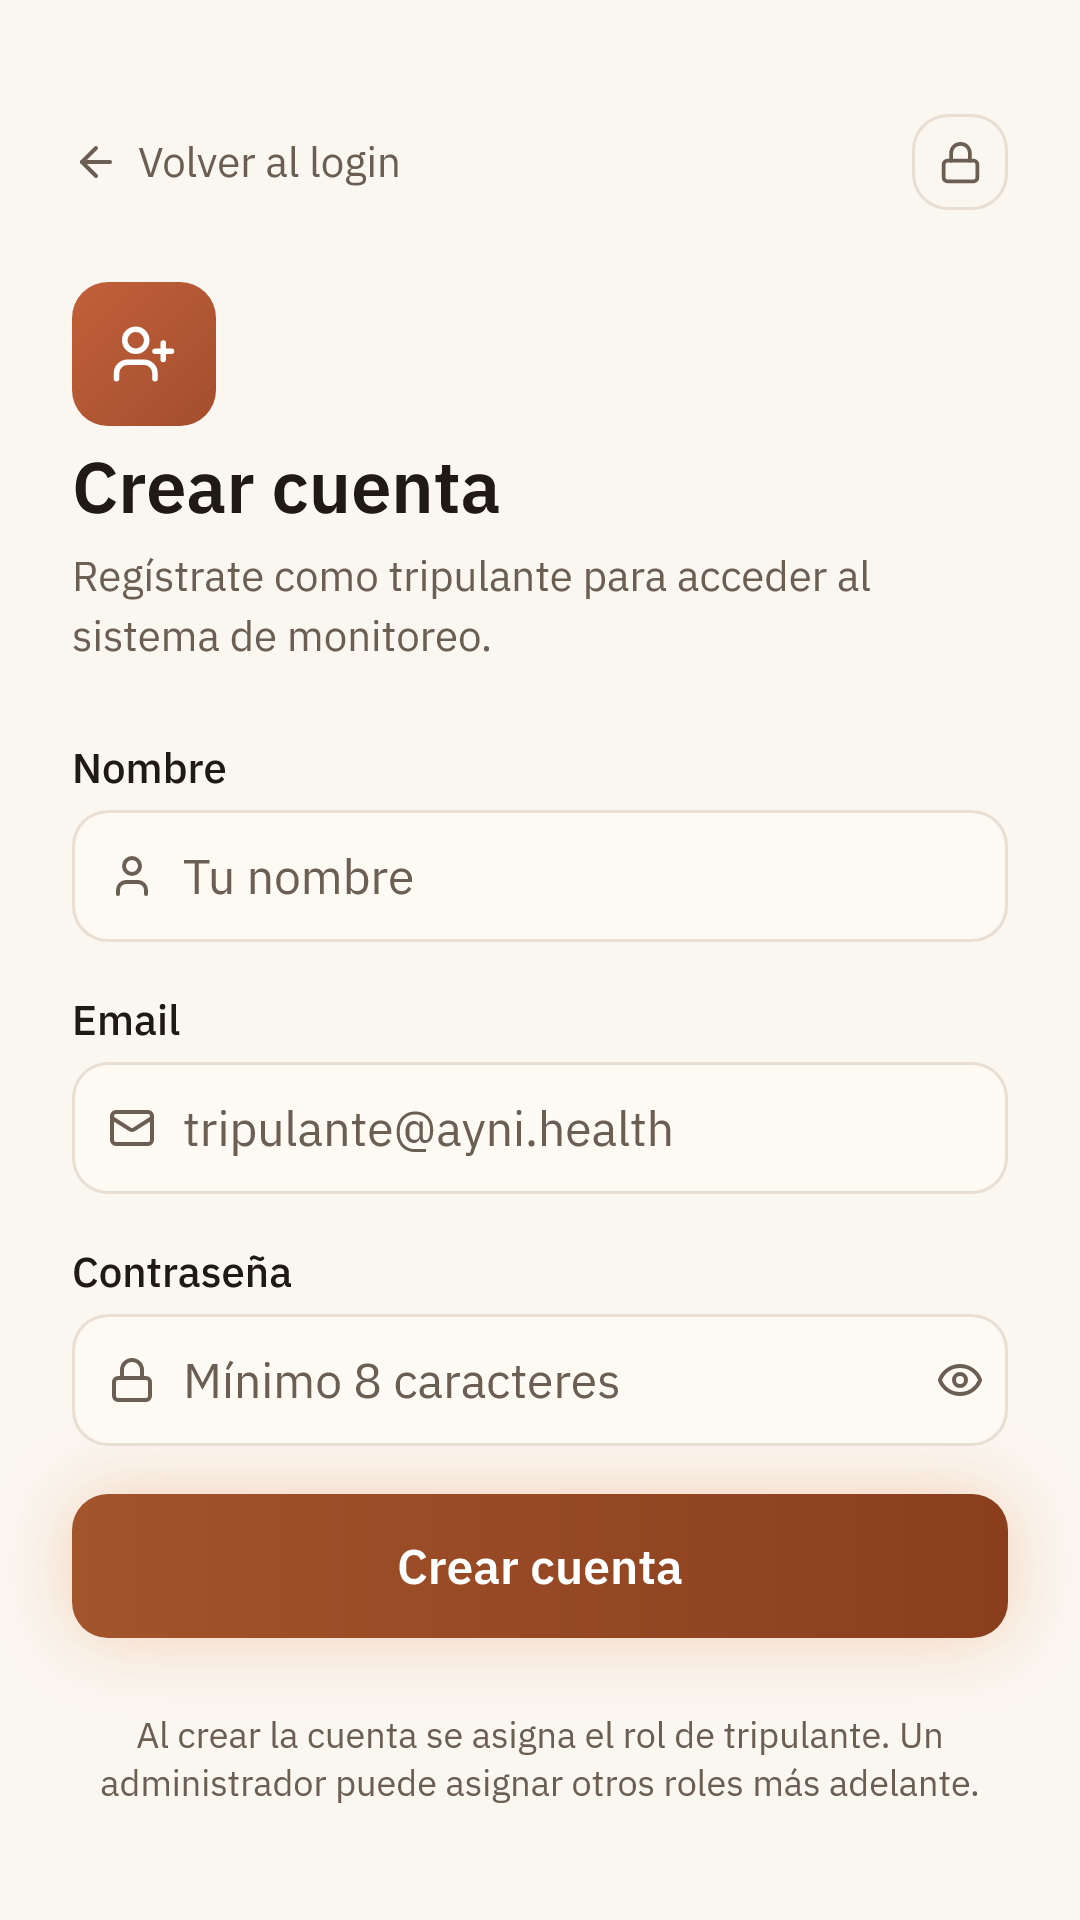 Volver al login
Crear cuenta
Regístrate como tripulante para acceder al
sistema de monitoreo.
Nombre
Tu nombre
Email
tripulante@ayni.health
Contraseña
Mínimo 8 caracteres
Crear cuenta
Al crear la cuenta se asigna el rol de tripulante. Un
administrador puede asignar otros roles más adelante.